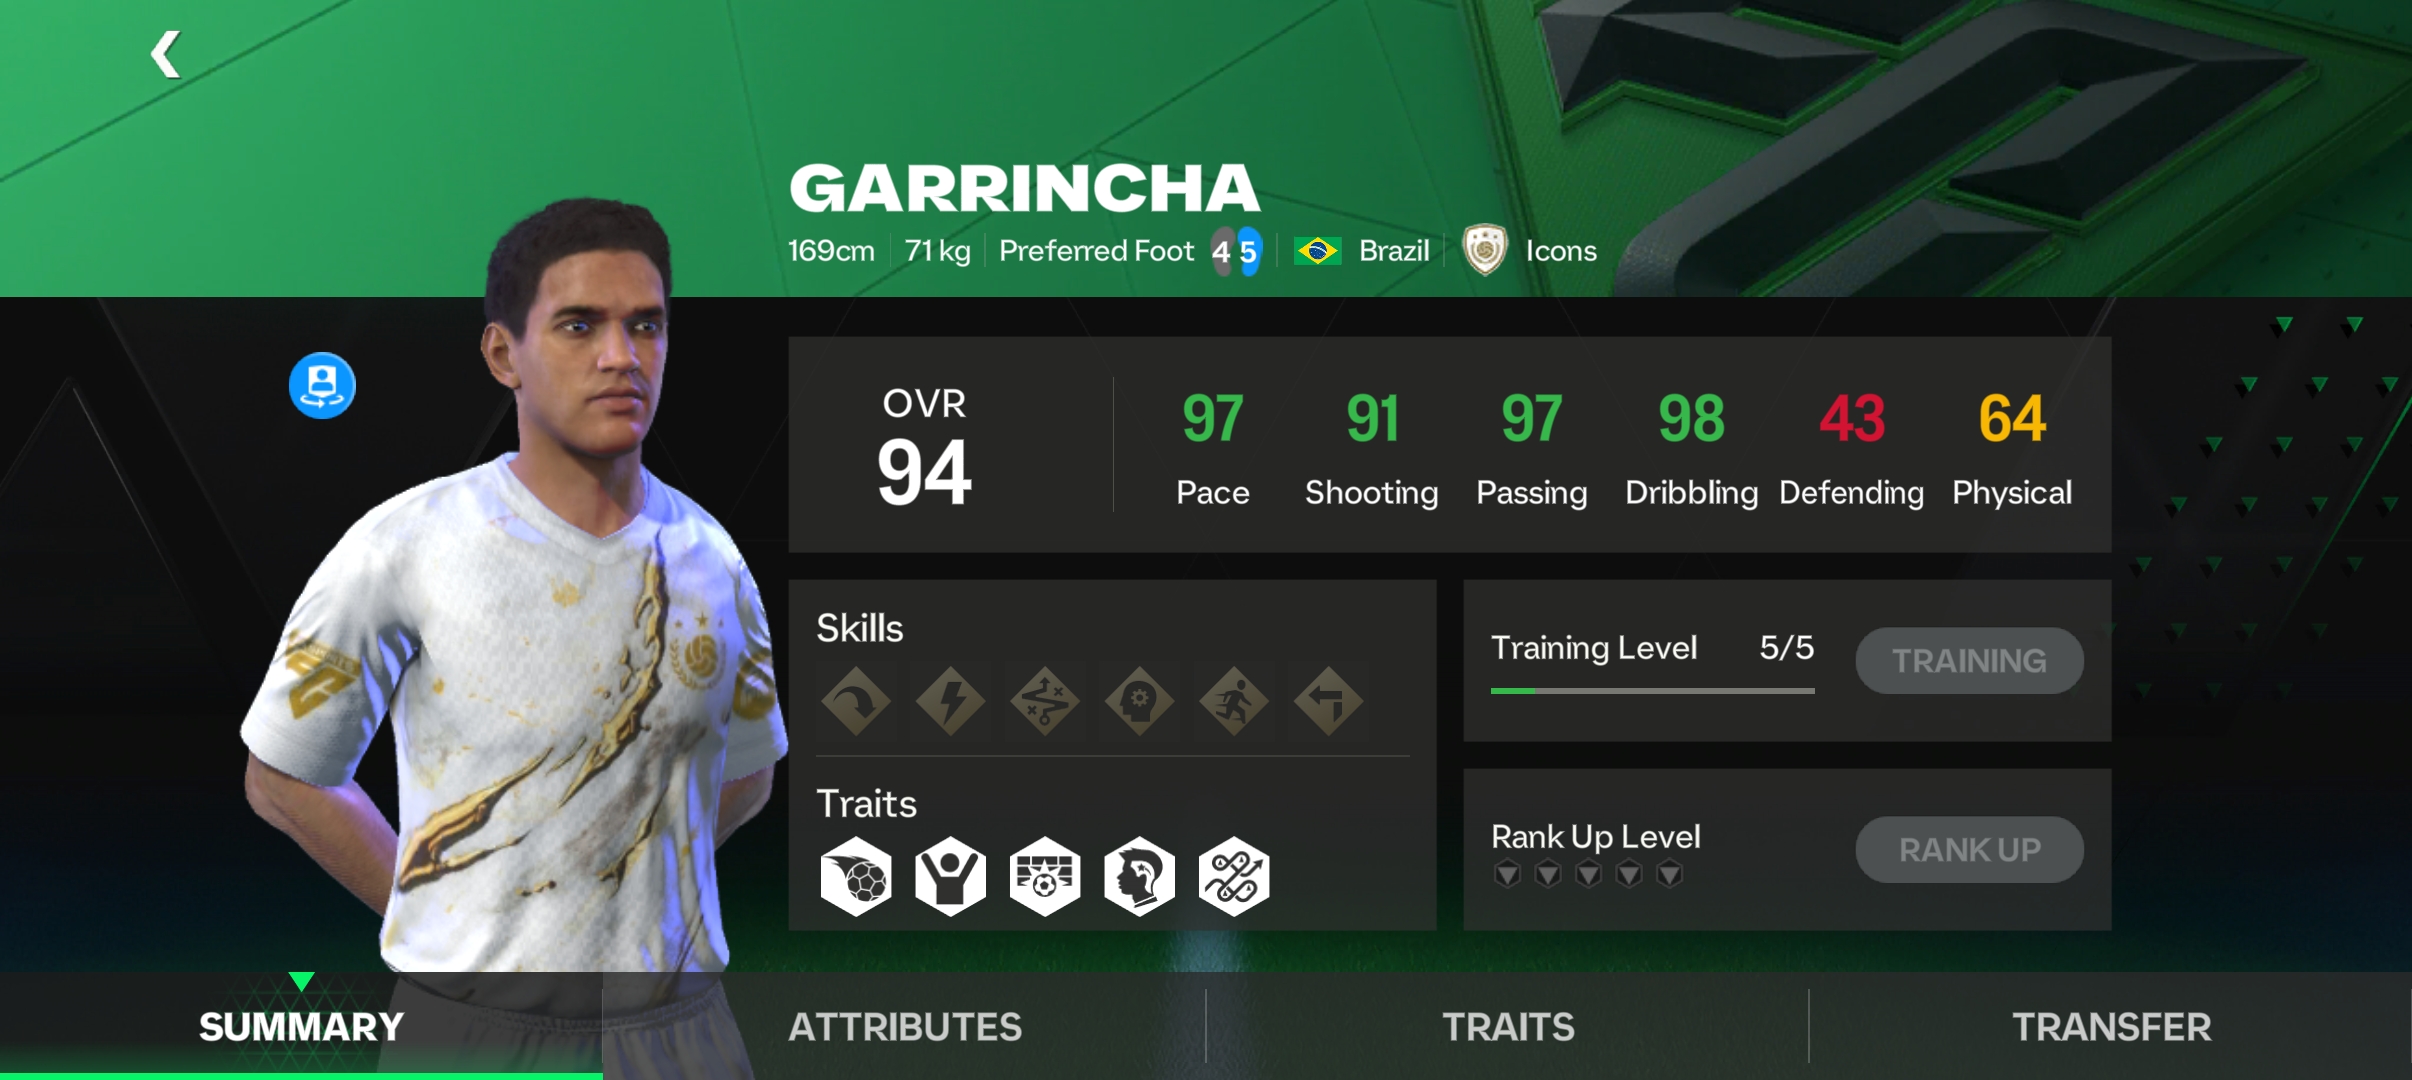 GARRINCHA
169cm 71 kg Preferred Foot 4 5 Brazil Icons
OVR
94
97 91 97 98 43 64
Pace Shooting Passing Dribbling Defending Physical
Skills
Traits
Training Level 5/5 TRAINING
Rank Up Level RANK UP
SUMMARY ATTRIBUTES TRAITS TRANSFER